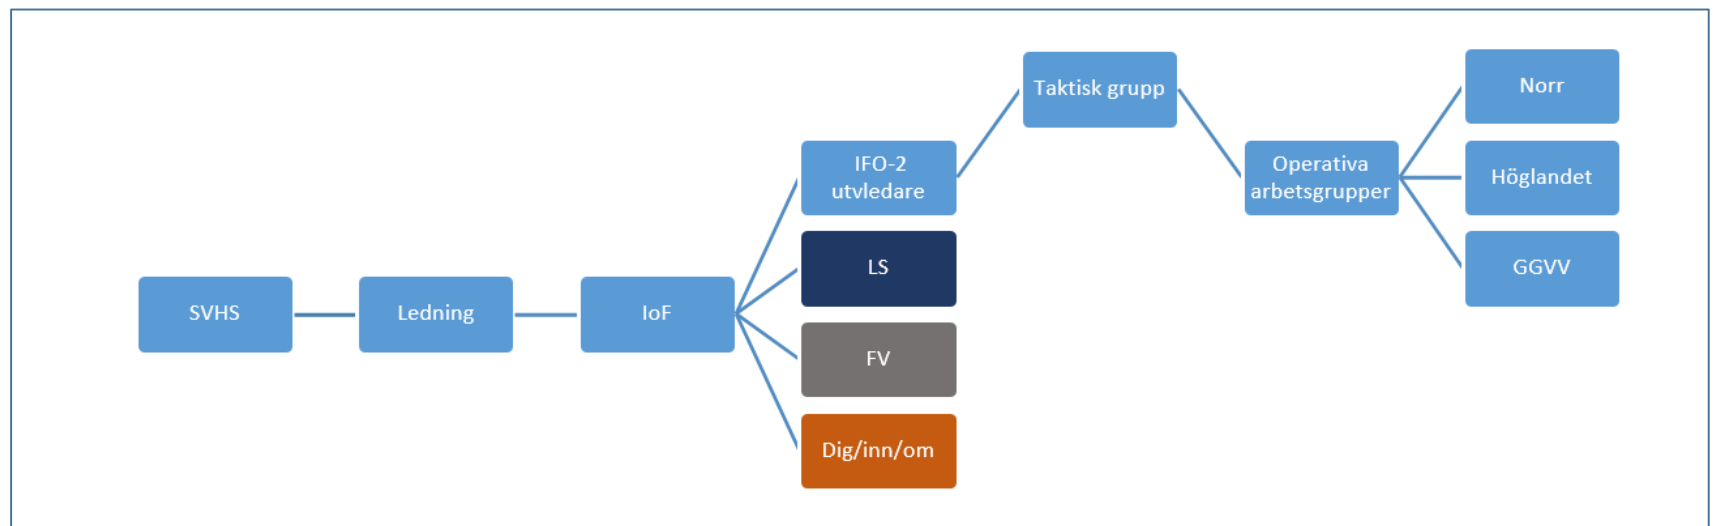 SVHS
Ledning
IoF
IFO-2
utvledare
LS
FV
Dig/inn/om
Taktisk grupp
Operativa
arbetsgrupper
Norr
Höglandet
GGVV